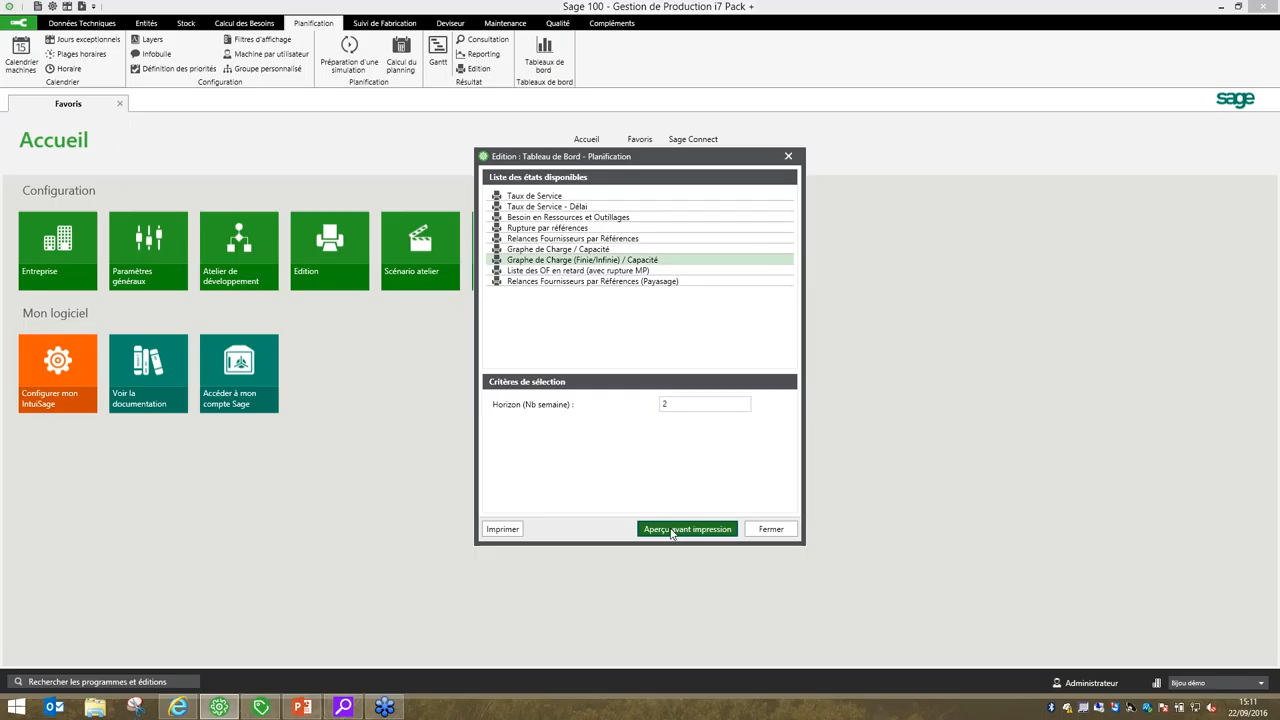 Sage 100 - Gestion de Production i7 Pack +
Données Techniques Entités Stock Calcul des Besoins Planification Suivi de Fabrication Deviseur Maintenance Qualité Compléments
15
Calendrier machines
Jours exceptionnels
Plages horaires
Horaire
Calendrier
Layers
Infobulle
Définition des priorités
Filtres d'affichage
Machine par utilisateur
Groupe personnalisé
Configuration
Préparation d'une simulation
Calcul du planning
Planification
Gantt
Consultation
Reporting
Edition
Résultat
Tableaux de bord
Tableaux de bord
Favoris
sage
Accueil
Accueil Favoris Sage Connect
Configuration
Entreprise
Paramètres généraux
Atelier de développement
Edition
Scénario atelier
Mon logiciel
Configurer mon IntuiSage
Voir la documentation
Accéder à mon compte Sage
Edition : Tableau de Bord - Planification
Liste des états disponibles
Taux de Service
Taux de Service - Délai
Besoin en Ressources et Outillages
Rupture par références
Relances Fournisseurs par Références
Graphe de Charge / Capacité
Graphe de Charge (Finie/Infinie) / Capacité
Liste des OF en retard (avec rupture MP)
Relances Fournisseurs par Références (Payasage)
Critères de sélection
Horizon (Nb semaine) : 2
Imprimer Aperçu avant impression Fermer
Rechercher les programmes et éditions
Administrateur
Bijou démo
15:11
22/09/2016